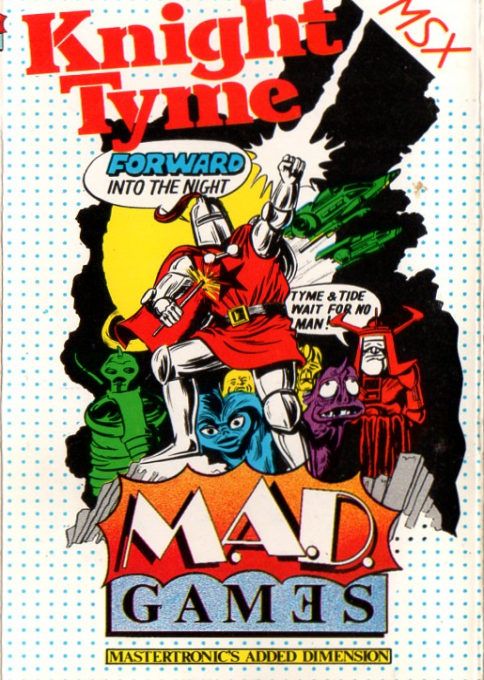 Knight
Tyme
MSX
FORWARD
INTO THE NIGHT
TYME & TIDE
WAIT FOR NO
MAN!
M.A.D.
GAMES
MASTERTRONIC'S ADDED DIMENSION